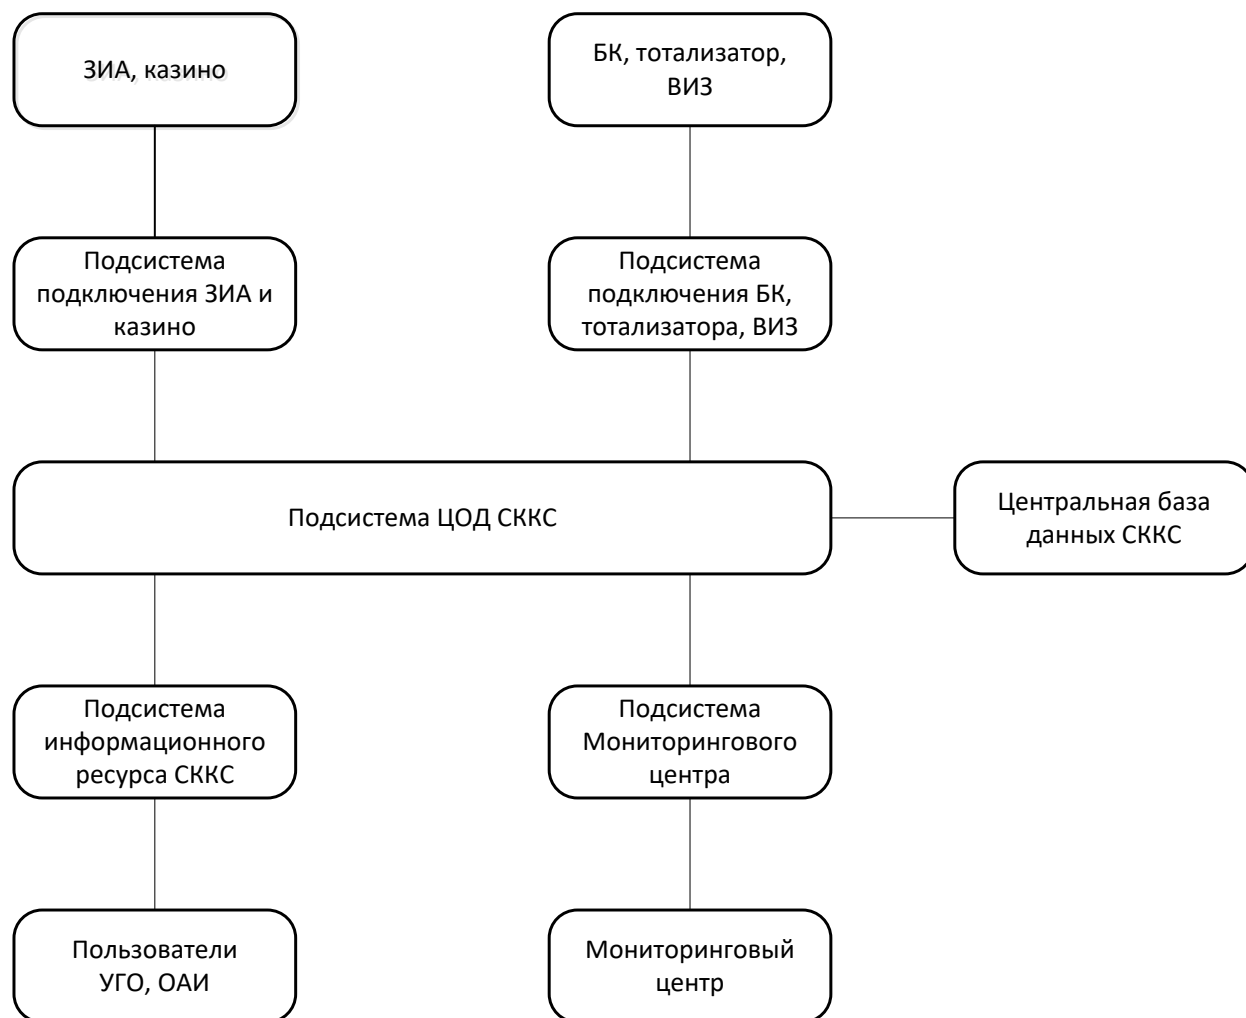 ЗИА, казино
БК, тотализатор,
ВИЗ
Подсистема
подключения ЗИА и
казино
Подсистема
подключения БК,
тотализатора, ВИЗ
Подсистема ЦОД СККС
Центральная база
данных СККС
Подсистема
информационного
ресурса СККС
Подсистема
Мониторингового
центра
Пользователи
УГО, ОАИ
Мониторинговый
центр